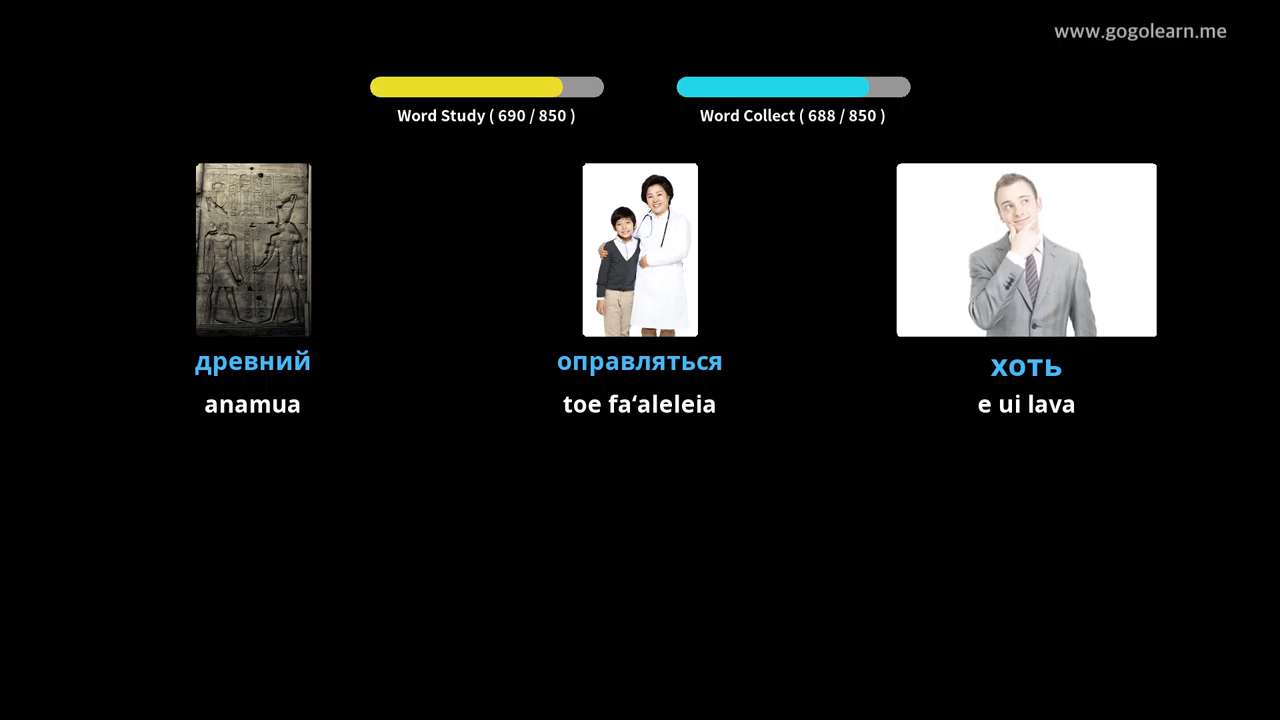 www.gogolearn.me
Word Study ( 690 / 850 )
Word Collect ( 688 / 850 )
древний
оправляться
хоть
anamua
toe faʻaleleia
e ui lava